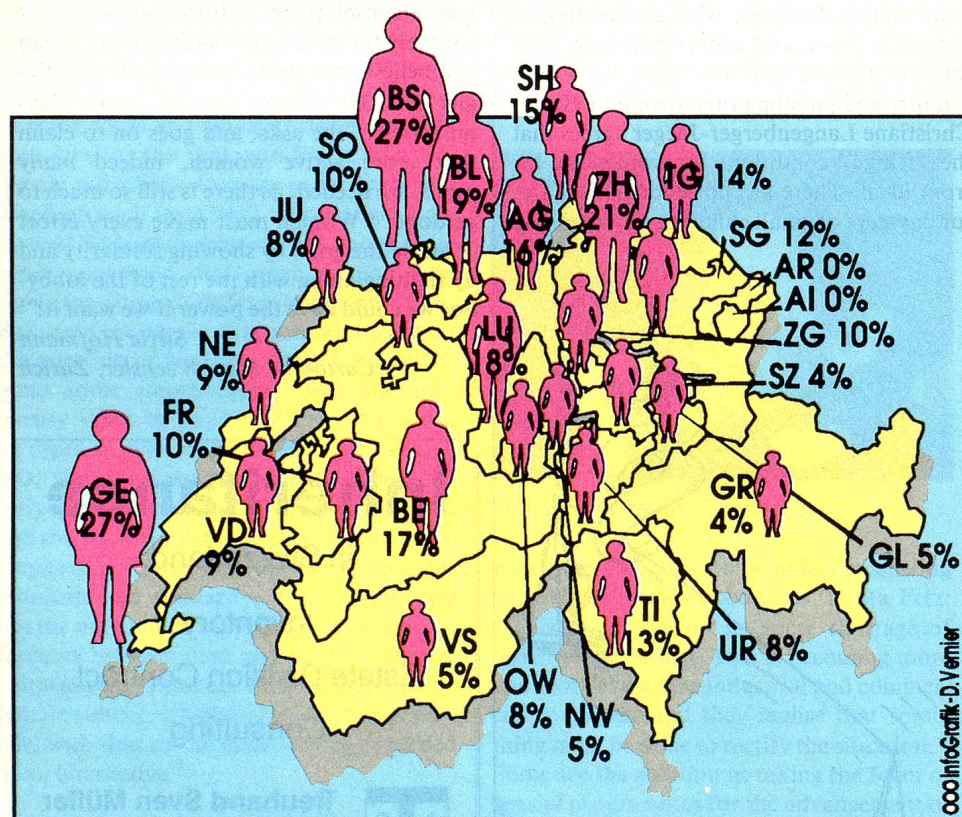 BS
27%
SH
15%
SO
10%
BL
19%
AG
16%
ZH
21%
TG 14%
JU
8%
SG 12%
AR 0%
AI 0%
ZG 10%
SZ 4%
LU
18%
NE
9%
FR
10%
GE
27%
VD
9%
BE
17%
GR
4%
GL 5%
VS
5%
TI
13%
UR 8%
OW
8%
NW
5%
InfoGrafik-D.Vernier